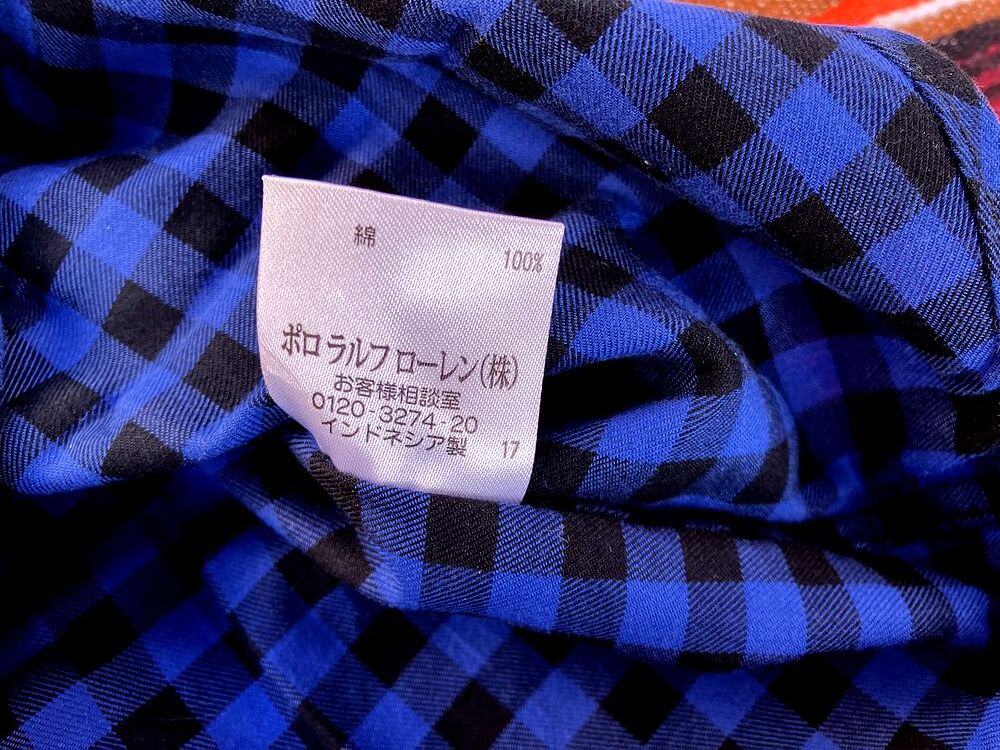 綿 100%
ポロ ラルフ ローレン(株)
お客様相談室
0120-3274-20
インドネシア製 17